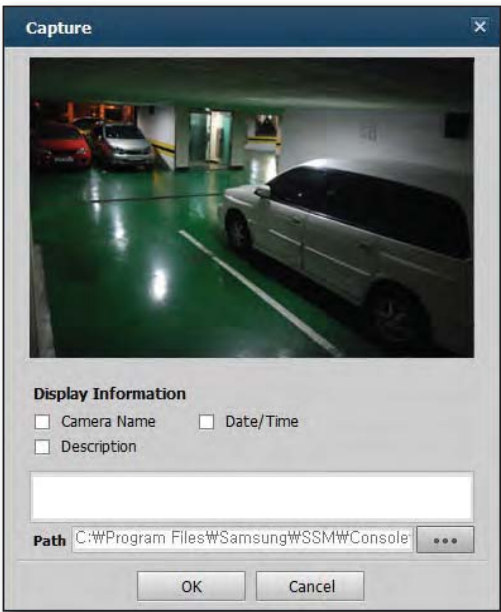 Capture
Display Information
Camera Name
Date/Time
Description
Path C:₩Program Files₩Samsung₩SSM₩Console
OK
Cancel